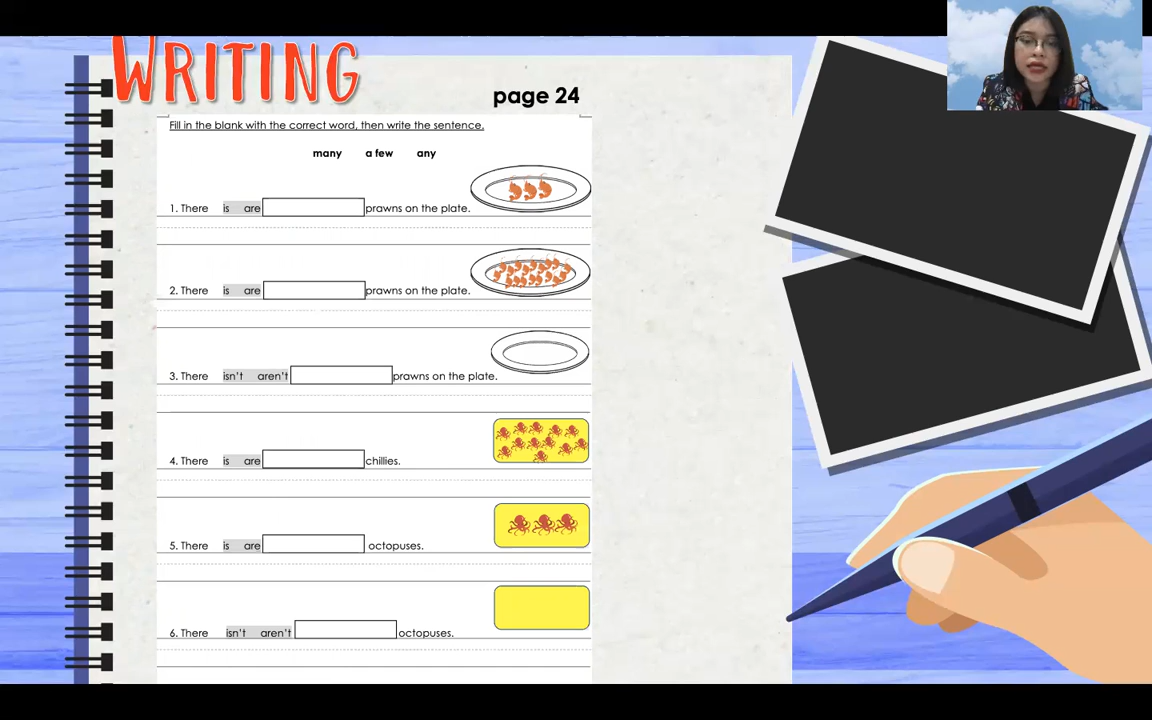 WRITING
page 24
Fill in the blank with the correct word, then write the sentence.
many a few any
1. There is are prawns on the plate.
2. There is are prawns on the plate.
3. There isn't aren't prawns on the plate.
4. There is are chillies.
5. There is are octopuses.
6. There isn't aren't octopuses.